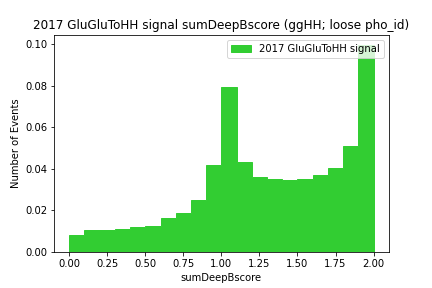 2017 GluGluToHH signal sumDeepBscore (ggHH; loose pho_id)
2017 GluGluToHH signal
Number of Events
0.10
0.08
0.06
0.04
0.02
0.00
0.00 0.25 0.50 0.75 1.00 1.25 1.50 1.75 2.00
sumDeepBscore